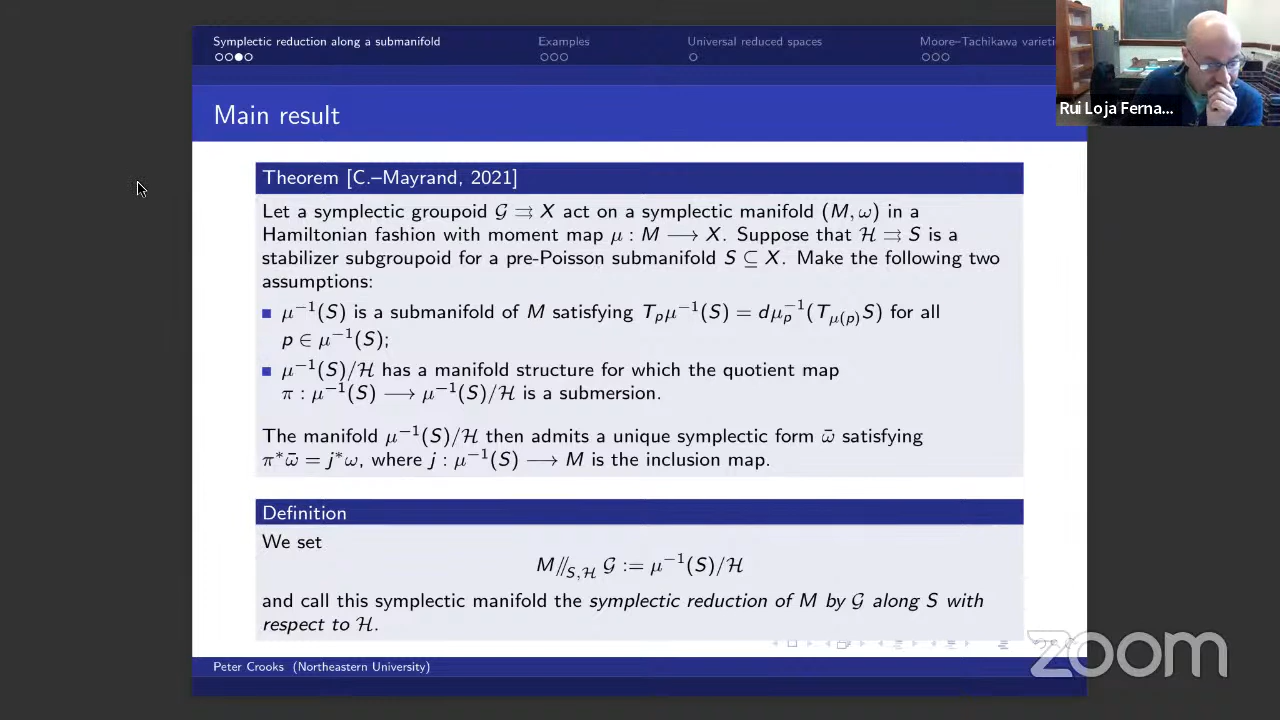 Symplectic reduction along a submanifold
Examples
Universal reduced spaces
Moore–Tachikawa varieti
Rui Loja Ferna...
Main result
Theorem [C.–Mayrand, 2021]
Let a symplectic groupoid 𝒢 ⇉ X act on a symplectic manifold (M, ω) in a
Hamiltonian fashion with moment map μ : M ⟶ X. Suppose that ℋ ⇉ S is a
stabilizer subgroupoid for a pre-Poisson submanifold S ⊆ X. Make the following two
assumptions:
μ⁻¹(S) is a submanifold of M satisfying T_pμ⁻¹(S) = dμ_p⁻¹(T_{μ(p)}S) for all
p ∈ μ⁻¹(S);
μ⁻¹(S)/ℋ has a manifold structure for which the quotient map
π : μ⁻¹(S) ⟶ μ⁻¹(S)/ℋ is a submersion.
The manifold μ⁻¹(S)/ℋ then admits a unique symplectic form ω̄ satisfying
π*ω̄ = j*ω, where j : μ⁻¹(S) ⟶ M is the inclusion map.
Definition
We set
M⫽_{S,ℋ} 𝒢 := μ⁻¹(S)/ℋ
and call this symplectic manifold the symplectic reduction of M by 𝒢 along S with
respect to ℋ.
Peter Crooks (Northeastern University)
zoom